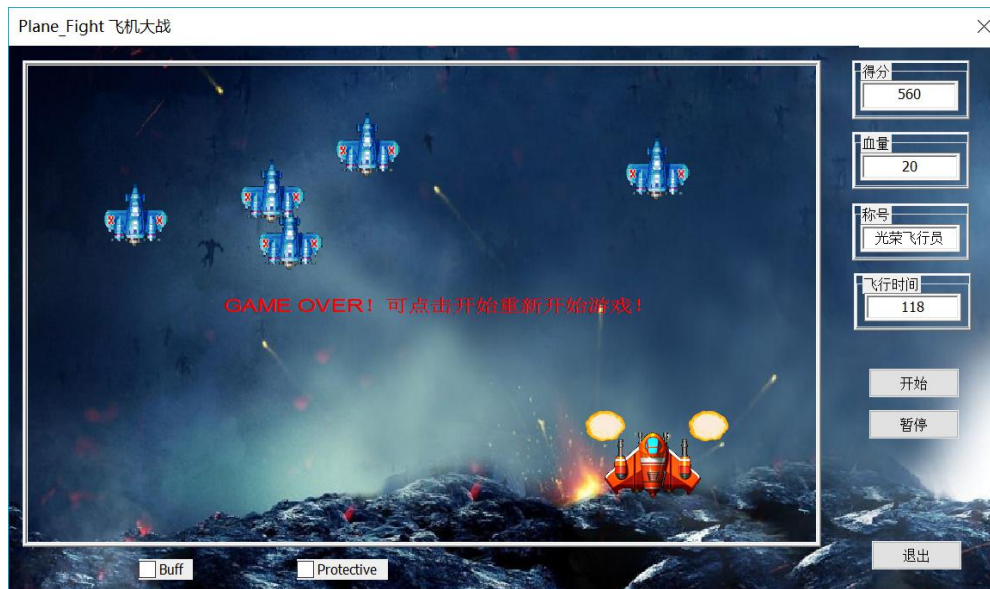 Plane_Fight 飞机大战
得分
560
血量
20
称号
光荣飞行员
飞行时间
118
GAME OVER! 可点击开始重新开始游戏!
开始
暂停
退出
Buff
Protective